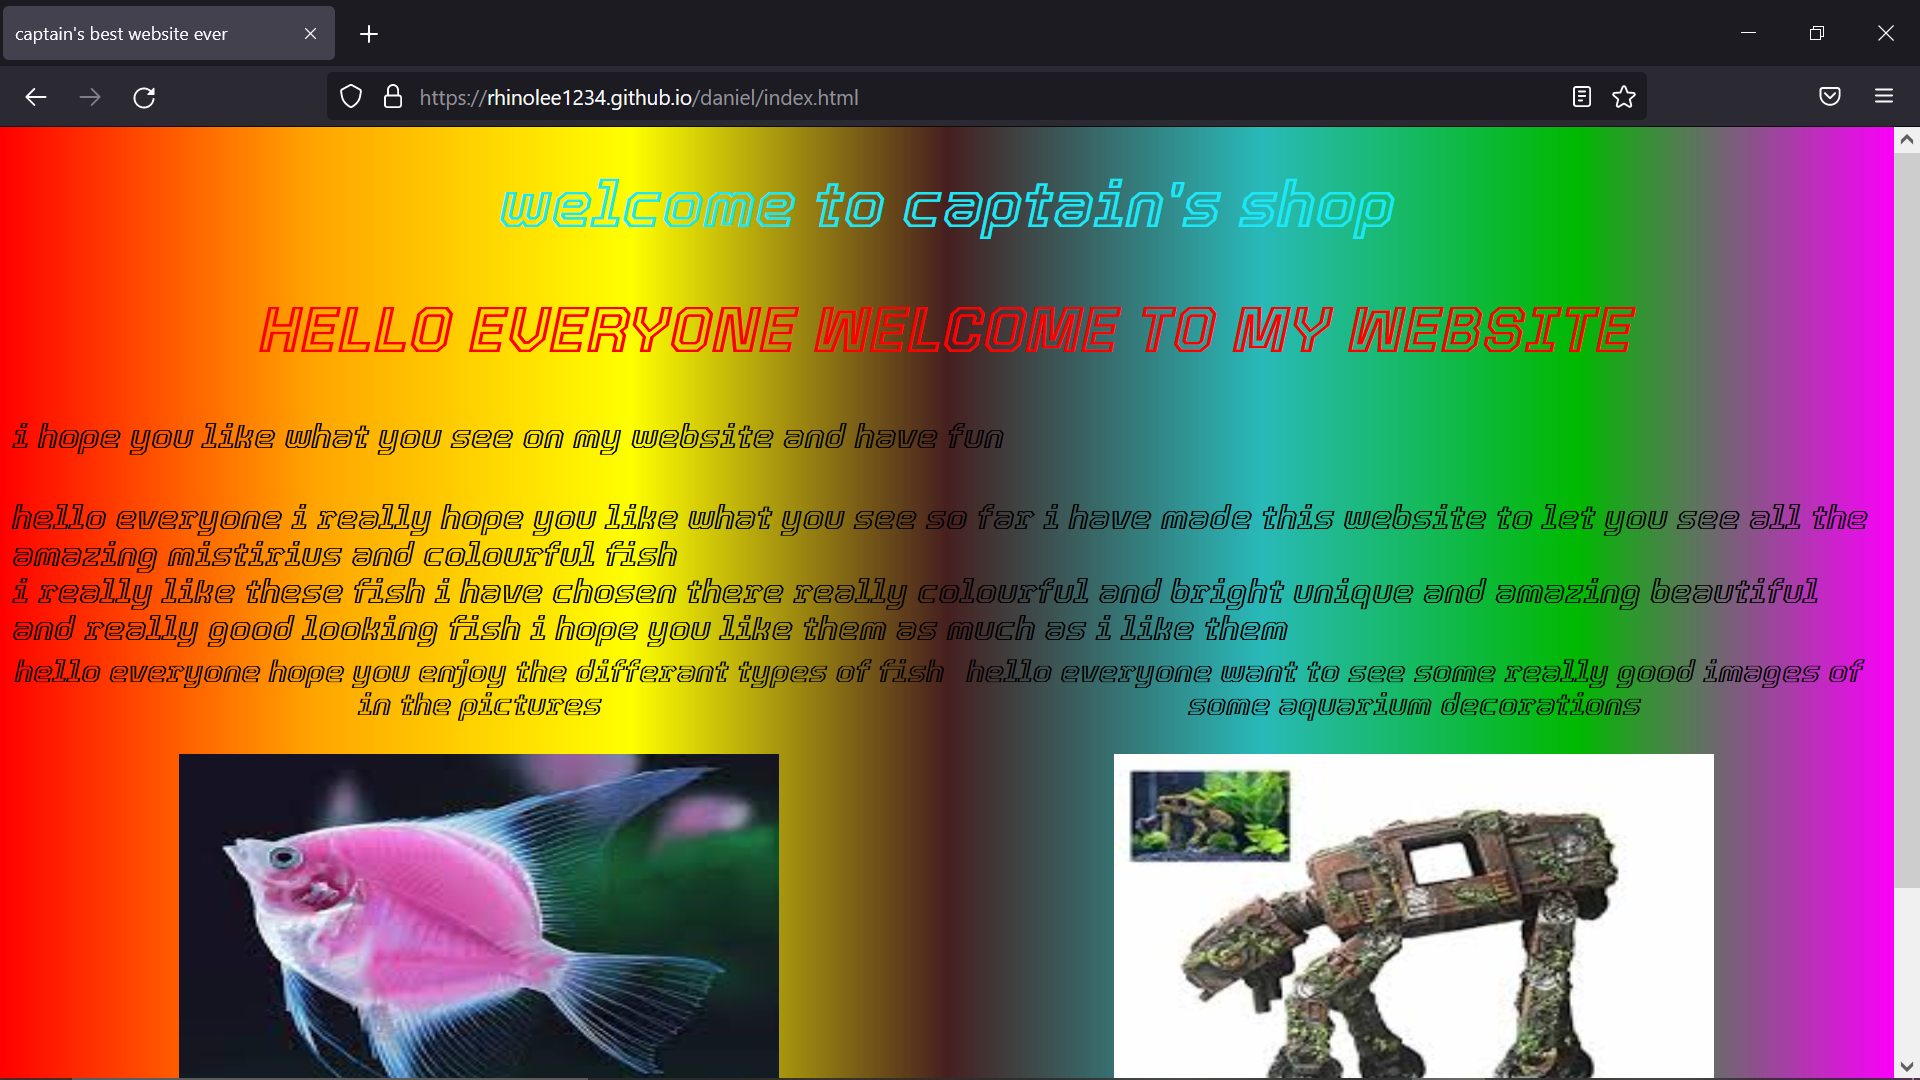 captain's best website ever
https://rhinolee1234.github.io/daniel/index.html
welcome to captain's shop
HELLO EVERYONE WELCOME TO MY WEBSITE
i hope you like what you see on my website and have fun
hello everyone i really hope you like what you see so far i have made this website to let you see all the
amazing mistirius and colourful fish
i really like these fish i have chosen there really colourful and bright unique and amazing beautiful
and really good looking fish i hope you like them as much as i like them
hello everyone hope you enjoy the differant types of fish
in the pictures
hello everyone want to see some really good images of
some aquarium decorations